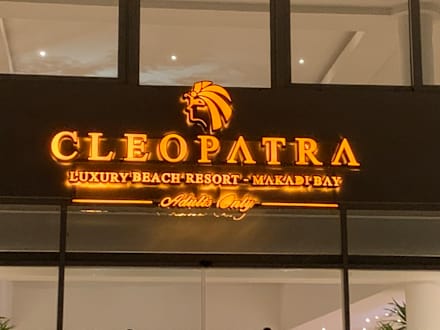 CLEOPATRA
LUXURY BEACH RESORT - MAKADI BAY
Adults Only